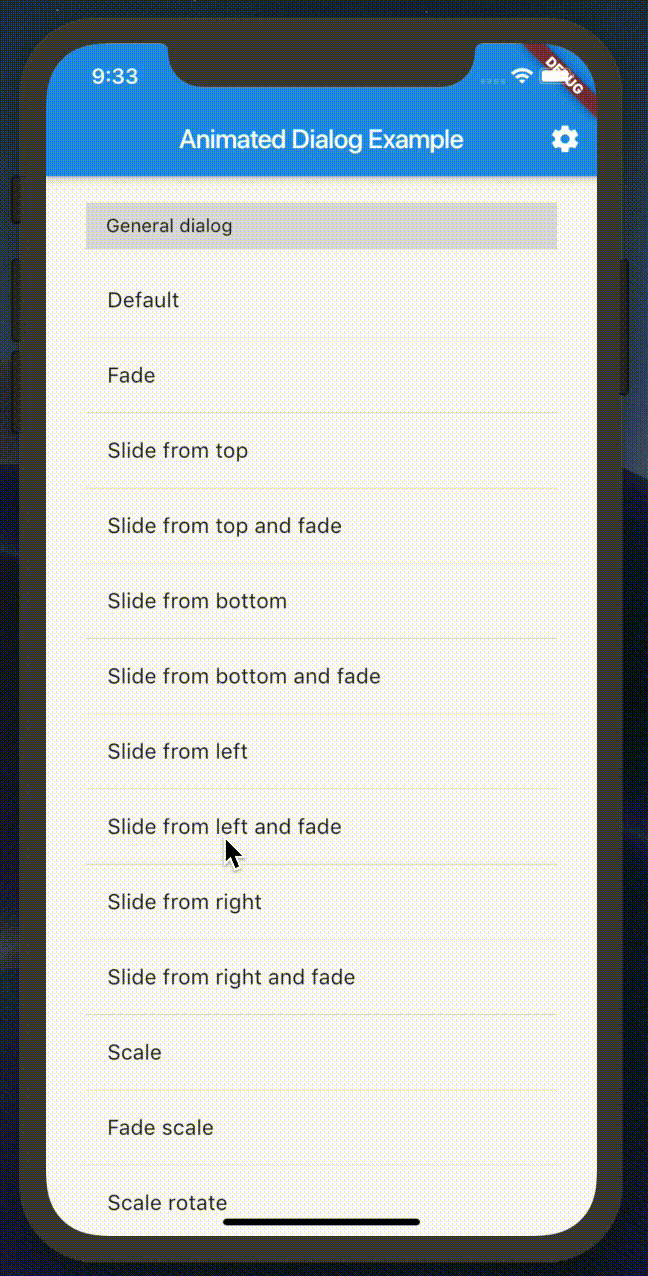 9:33
DEBUG
Animated Dialog Example
General dialog
Default
Fade
Slide from top
Slide from top and fade
Slide from bottom
Slide from bottom and fade
Slide from left
Slide from left and fade
Slide from right
Slide from right and fade
Scale
Fade scale
Scale rotate